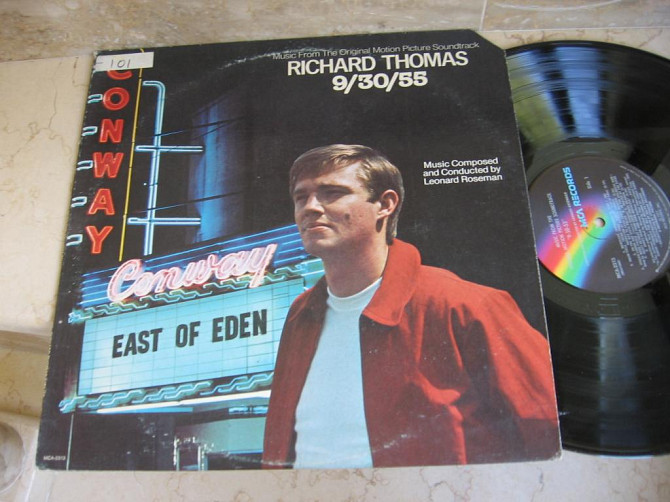 101
Music From The Original Motion Picture Soundtrack
RICHARD THOMAS
9/30/55
CONWAY
Music Composed
and Conducted by
Leonard Roseman
Conway
EAST OF EDEN
MCA RECORDS